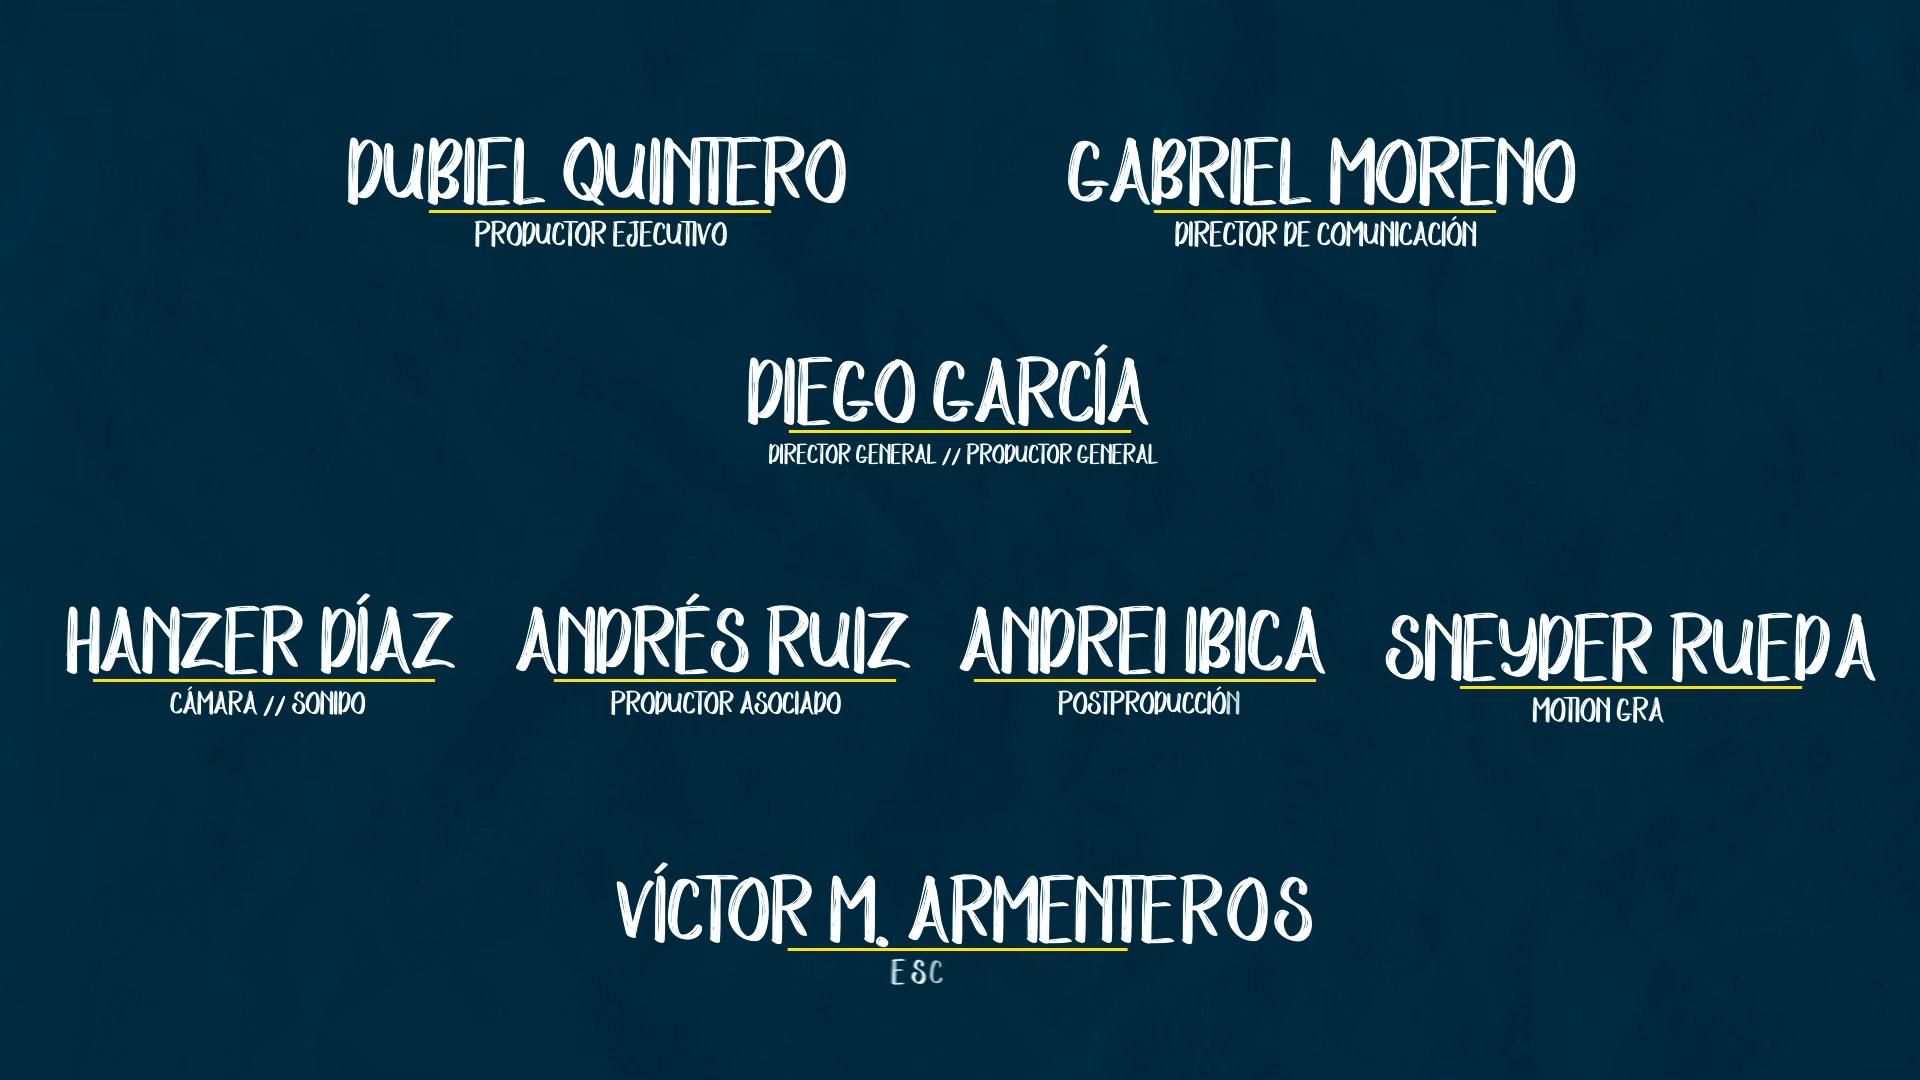 DUBIEL QUINTERO
PRODUCTOR EJECUTIVO
GABRIEL MORENO
DIRECTOR DE COMUNICACIÓN
DIEGO GARCÍA
DIRECTOR GENERAL // PRODUCTOR GENERAL
HANZER DÍAZ
CÁMARA // SONIDO
ANDRÉS RUIZ
PRODUCTOR ASOCIADO
ANDREI IBICA
POSTPRODUCCIÓN
SNEYDER RUEDA
MOTION GRA
VÍCTOR M. ARMENTEROS
ESC